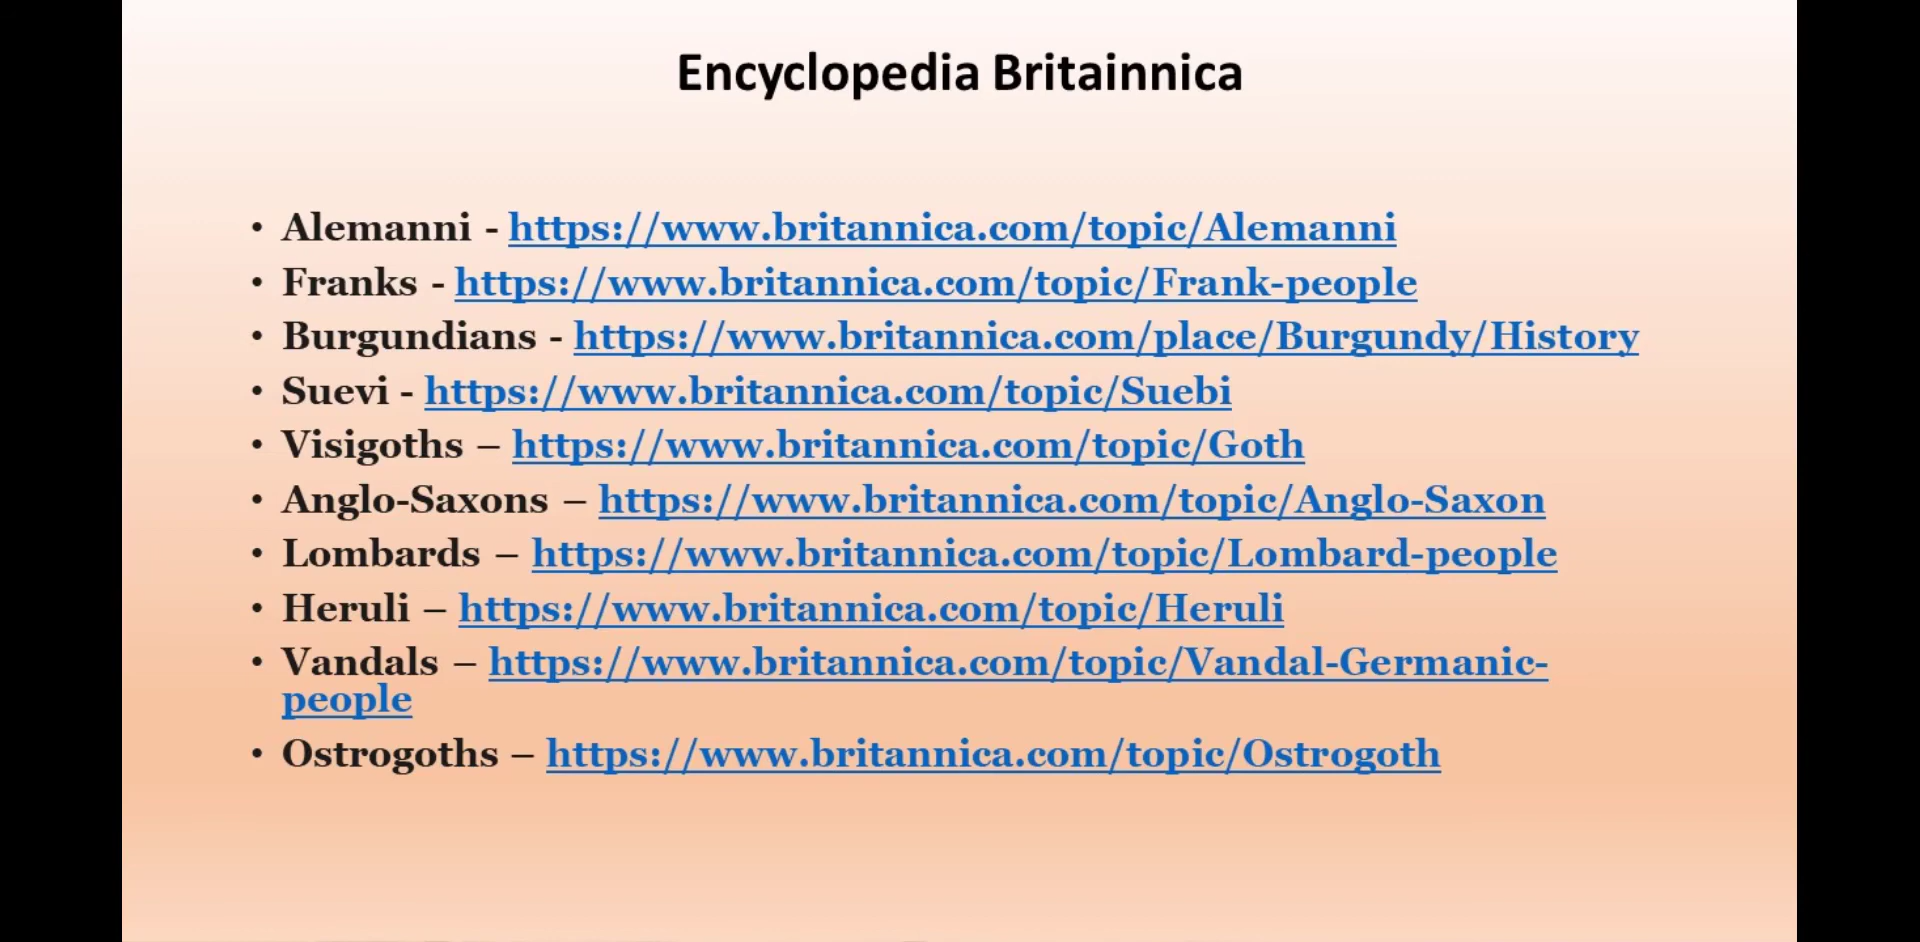 Encyclopedia Britainnica
• Alemanni - https://www.britannica.com/topic/Alemanni
• Franks - https://www.britannica.com/topic/Frank-people
• Burgundians - https://www.britannica.com/place/Burgundy/History
• Suevi - https://www.britannica.com/topic/Suebi
• Visigoths – https://www.britannica.com/topic/Goth
• Anglo-Saxons – https://www.britannica.com/topic/Anglo-Saxon
• Lombards – https://www.britannica.com/topic/Lombard-people
• Heruli – https://www.britannica.com/topic/Heruli
• Vandals – https://www.britannica.com/topic/Vandal-Germanic-
people
• Ostrogoths – https://www.britannica.com/topic/Ostrogoth